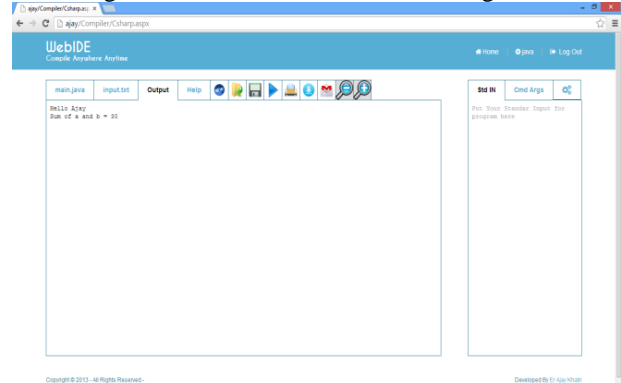 ajay/Compiler/Csharp.asp
ajay/Compiler/Csharp.aspx
WebIDE
Compile Anywhere Anytime
Home java Log Out
main.java input.txt Output Help
Std IN Cmd Args
Hello Ajay
Sum of a and b = 30
Put Your Standar Input for
program here
Copyright © 2013 - All Rights Reserved -
Developed By Er Ajay Khatri